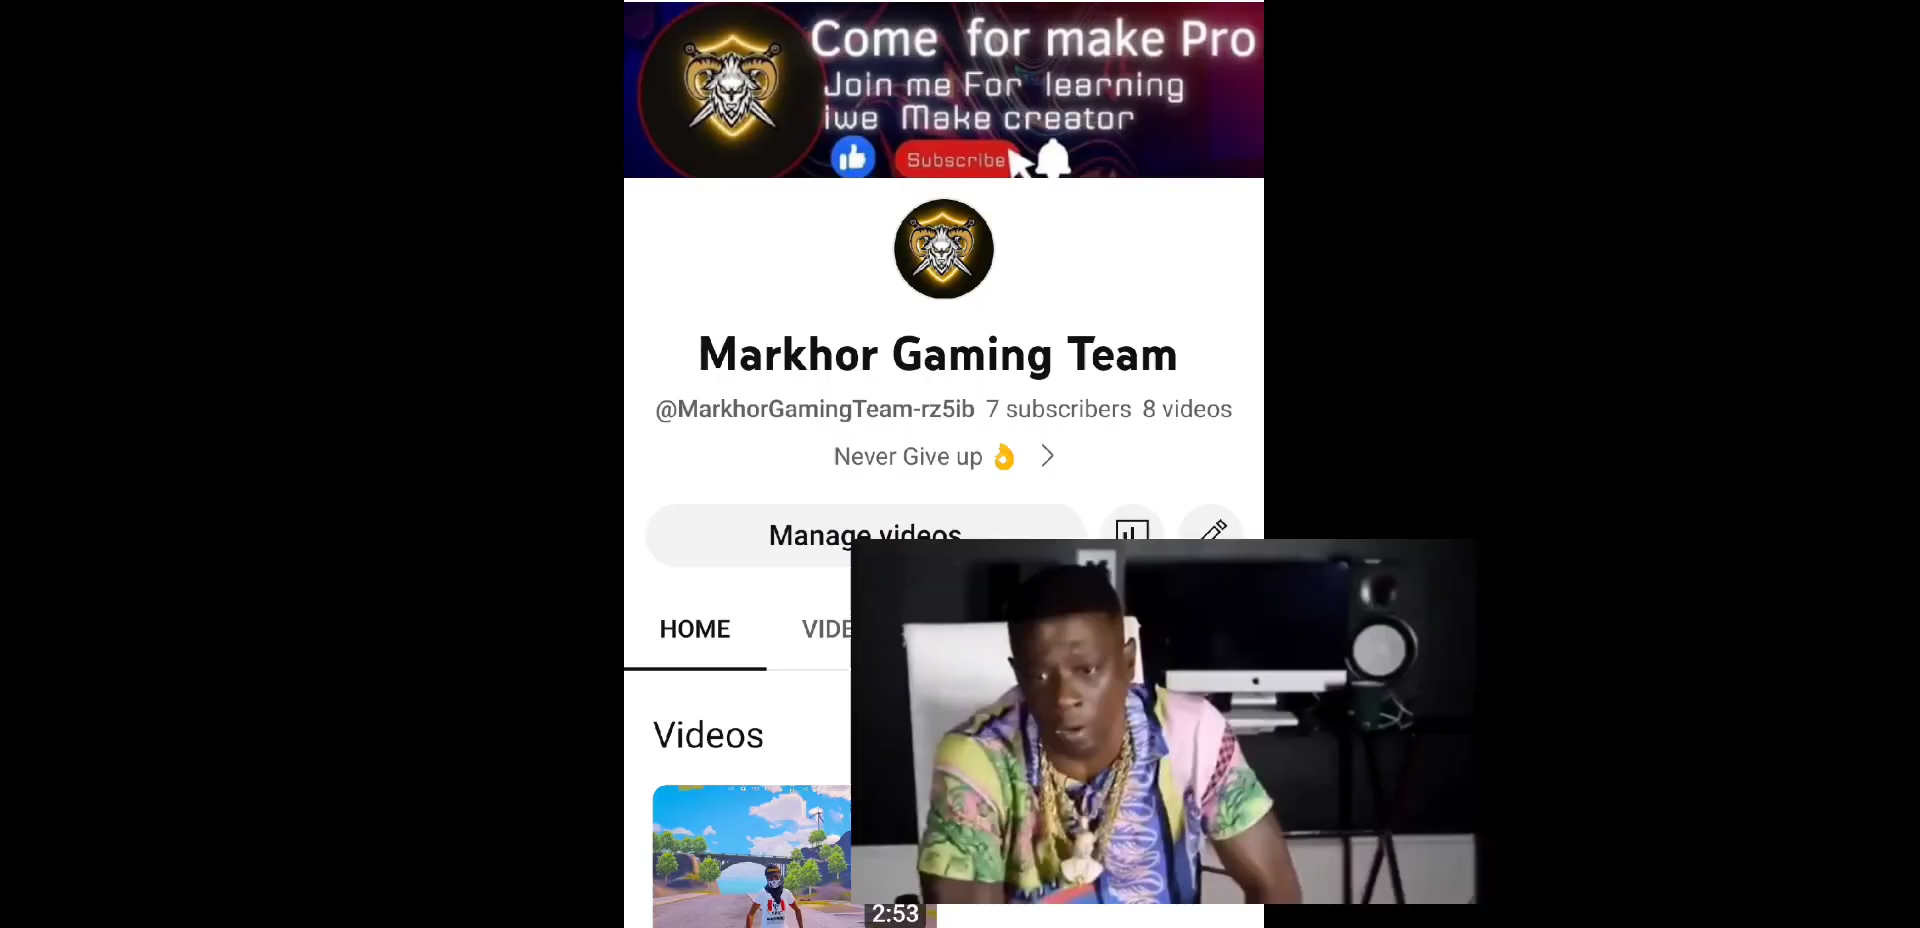 Come for make Pro
Join me For learning
iwe Make creator
Subscribe
Markhor Gaming Team
@MarkhorGamingTeam-rz5ib 7 subscribers 8 videos
Never Give up 👌
Manage videos
HOME VIDE
Videos
2:53